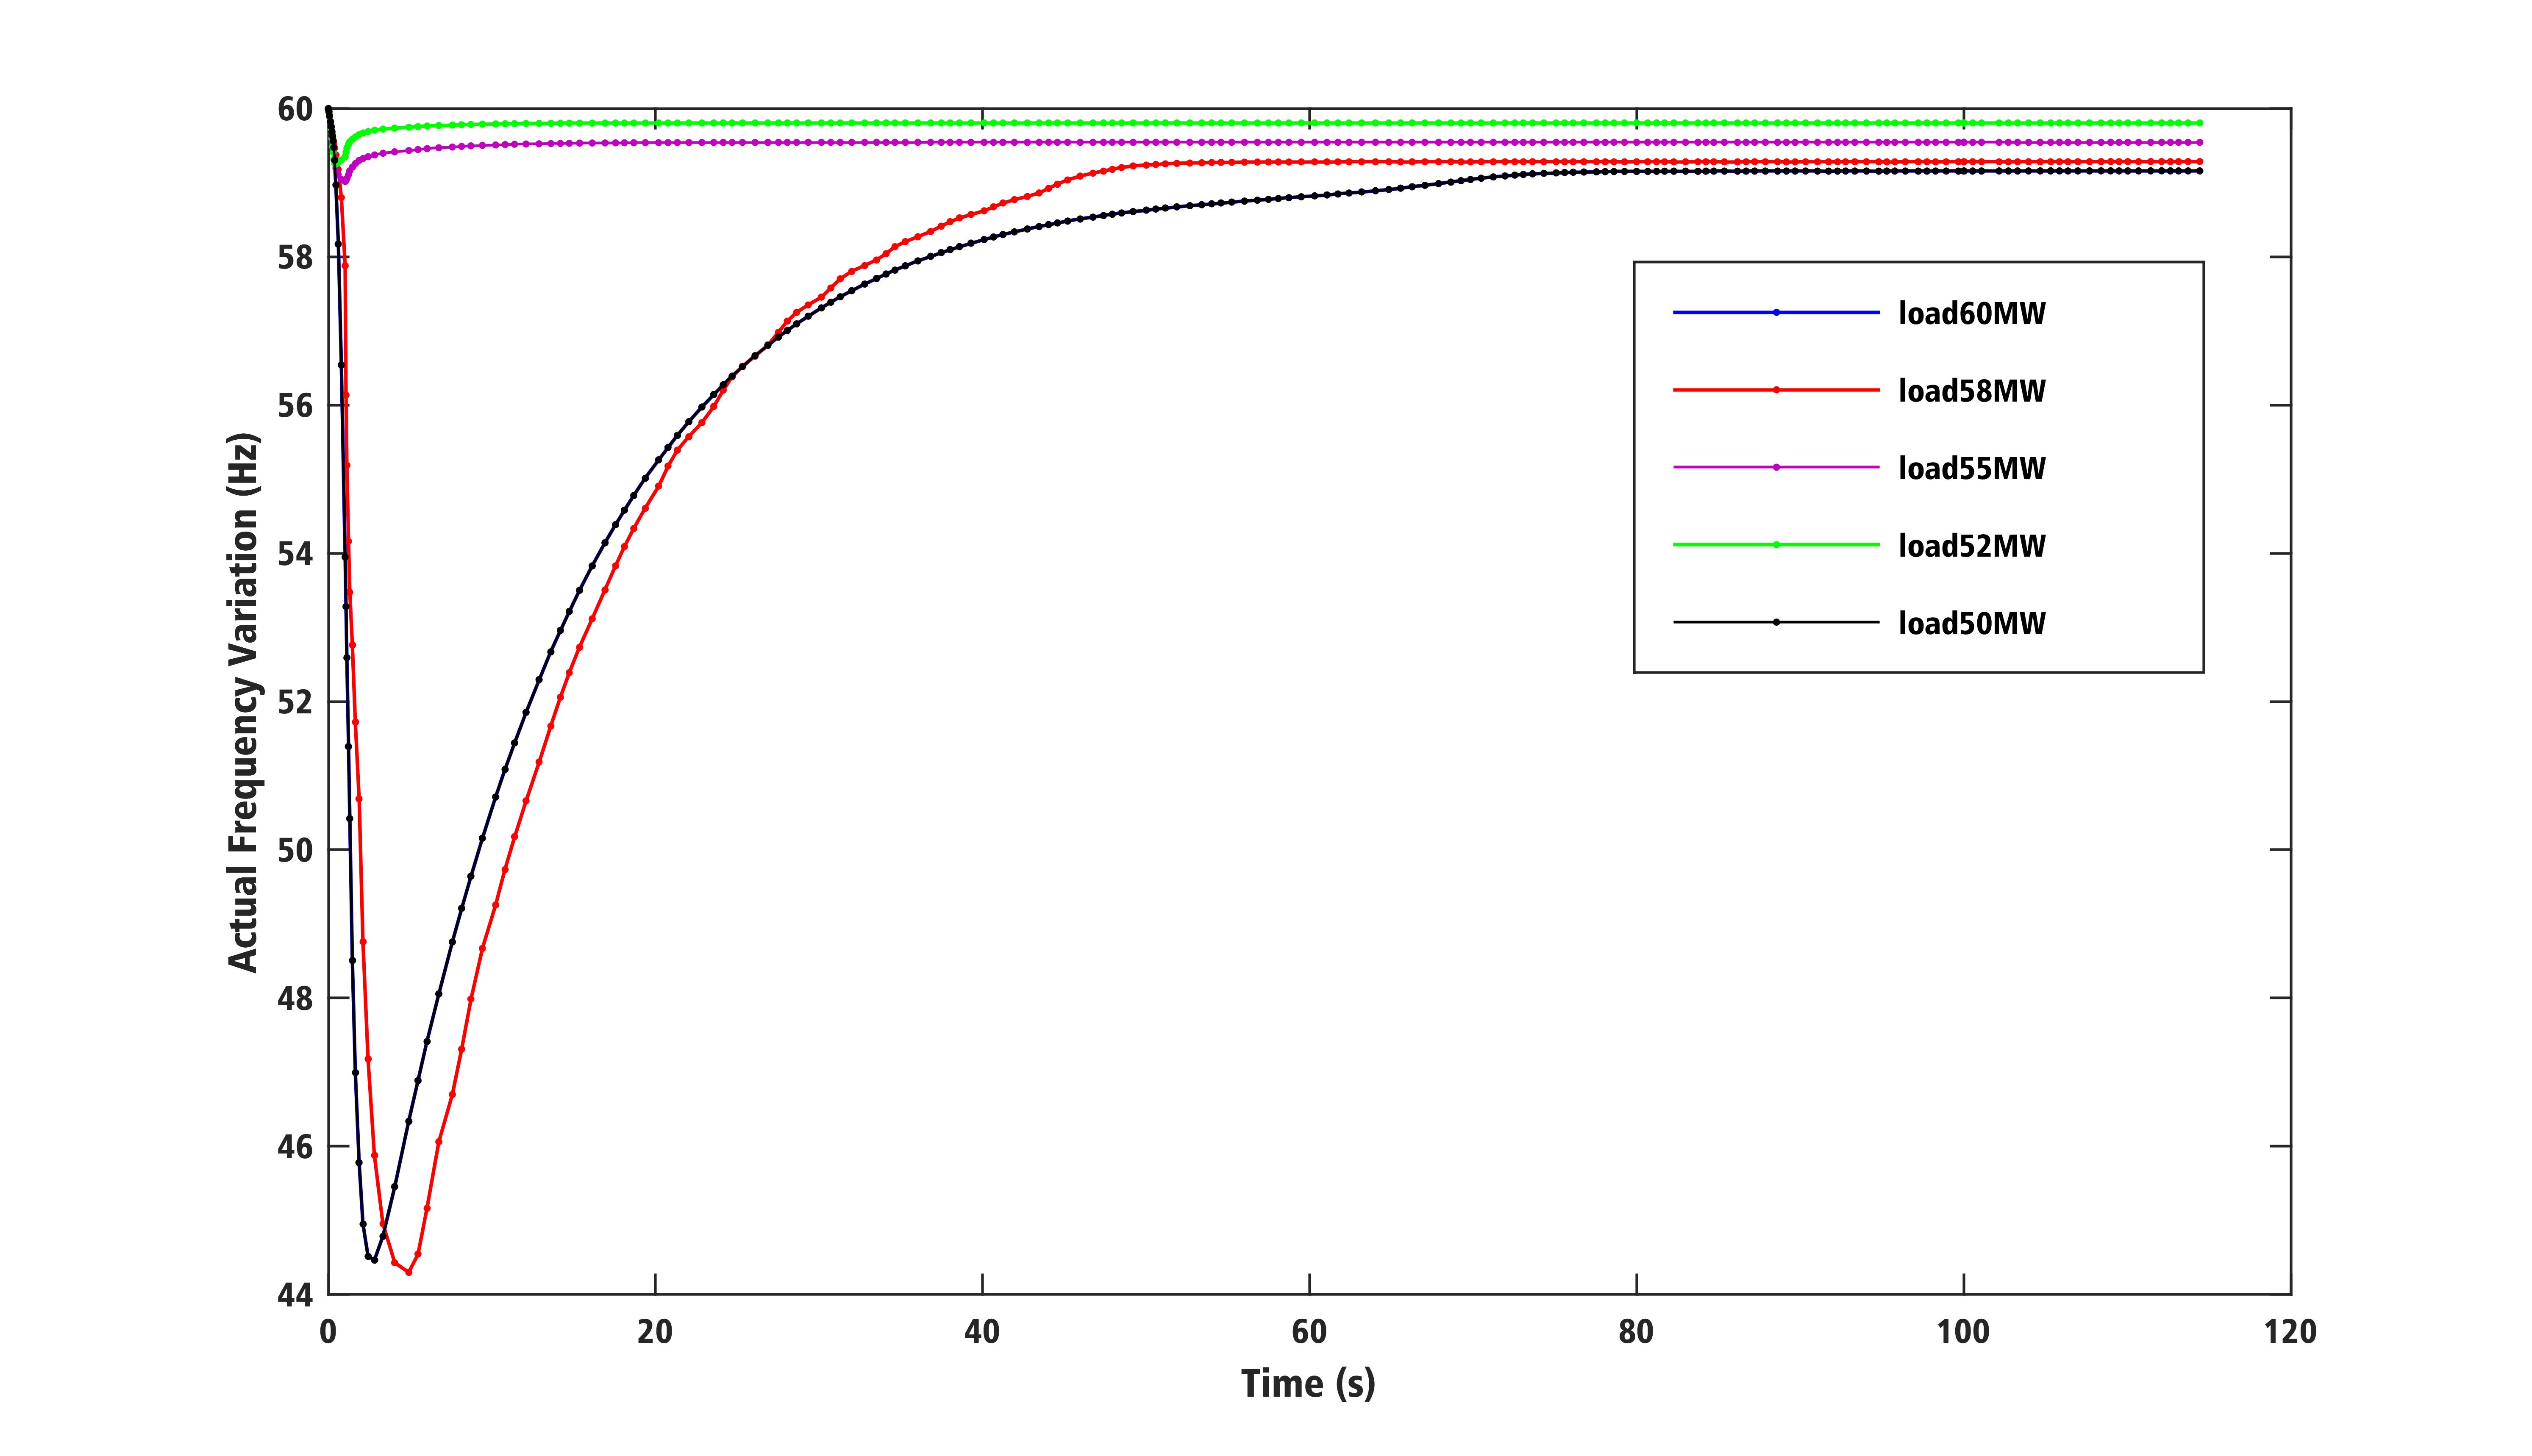 60
58
56
54
52
50
48
46
44
0 20 40 60 80 100 120
Actual Frequency Variation (Hz)
Time (s)
load60MW
load58MW
load55MW
load52MW
load50MW